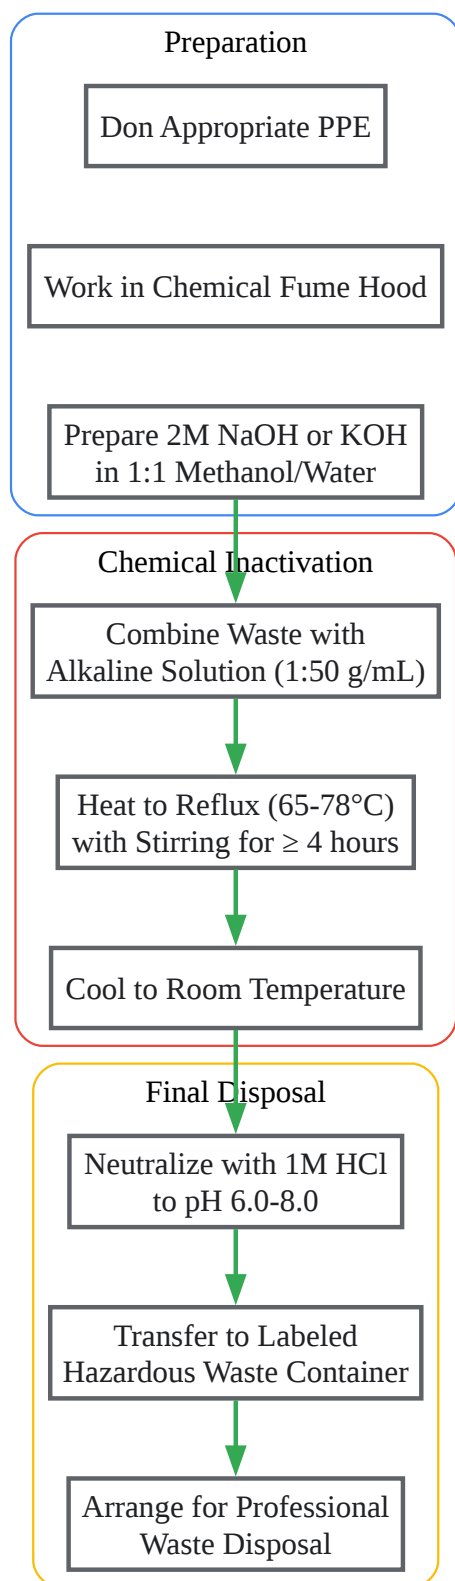 Preparation
Don Appropriate PPE
Work in Chemical Fume Hood
Prepare 2M NaOH or KOH
in 1:1 Methanol/Water
Chemical Inactivation
Combine Waste with
Alkaline Solution (1:50 g/mL)
Heat to Reflux (65-78°C)
with Stirring for ≥ 4 hours
Cool to Room Temperature
Final Disposal
Neutralize with 1M HCl
to pH 6.0-8.0
Transfer to Labeled
Hazardous Waste Container
Arrange for Professional
Waste Disposal